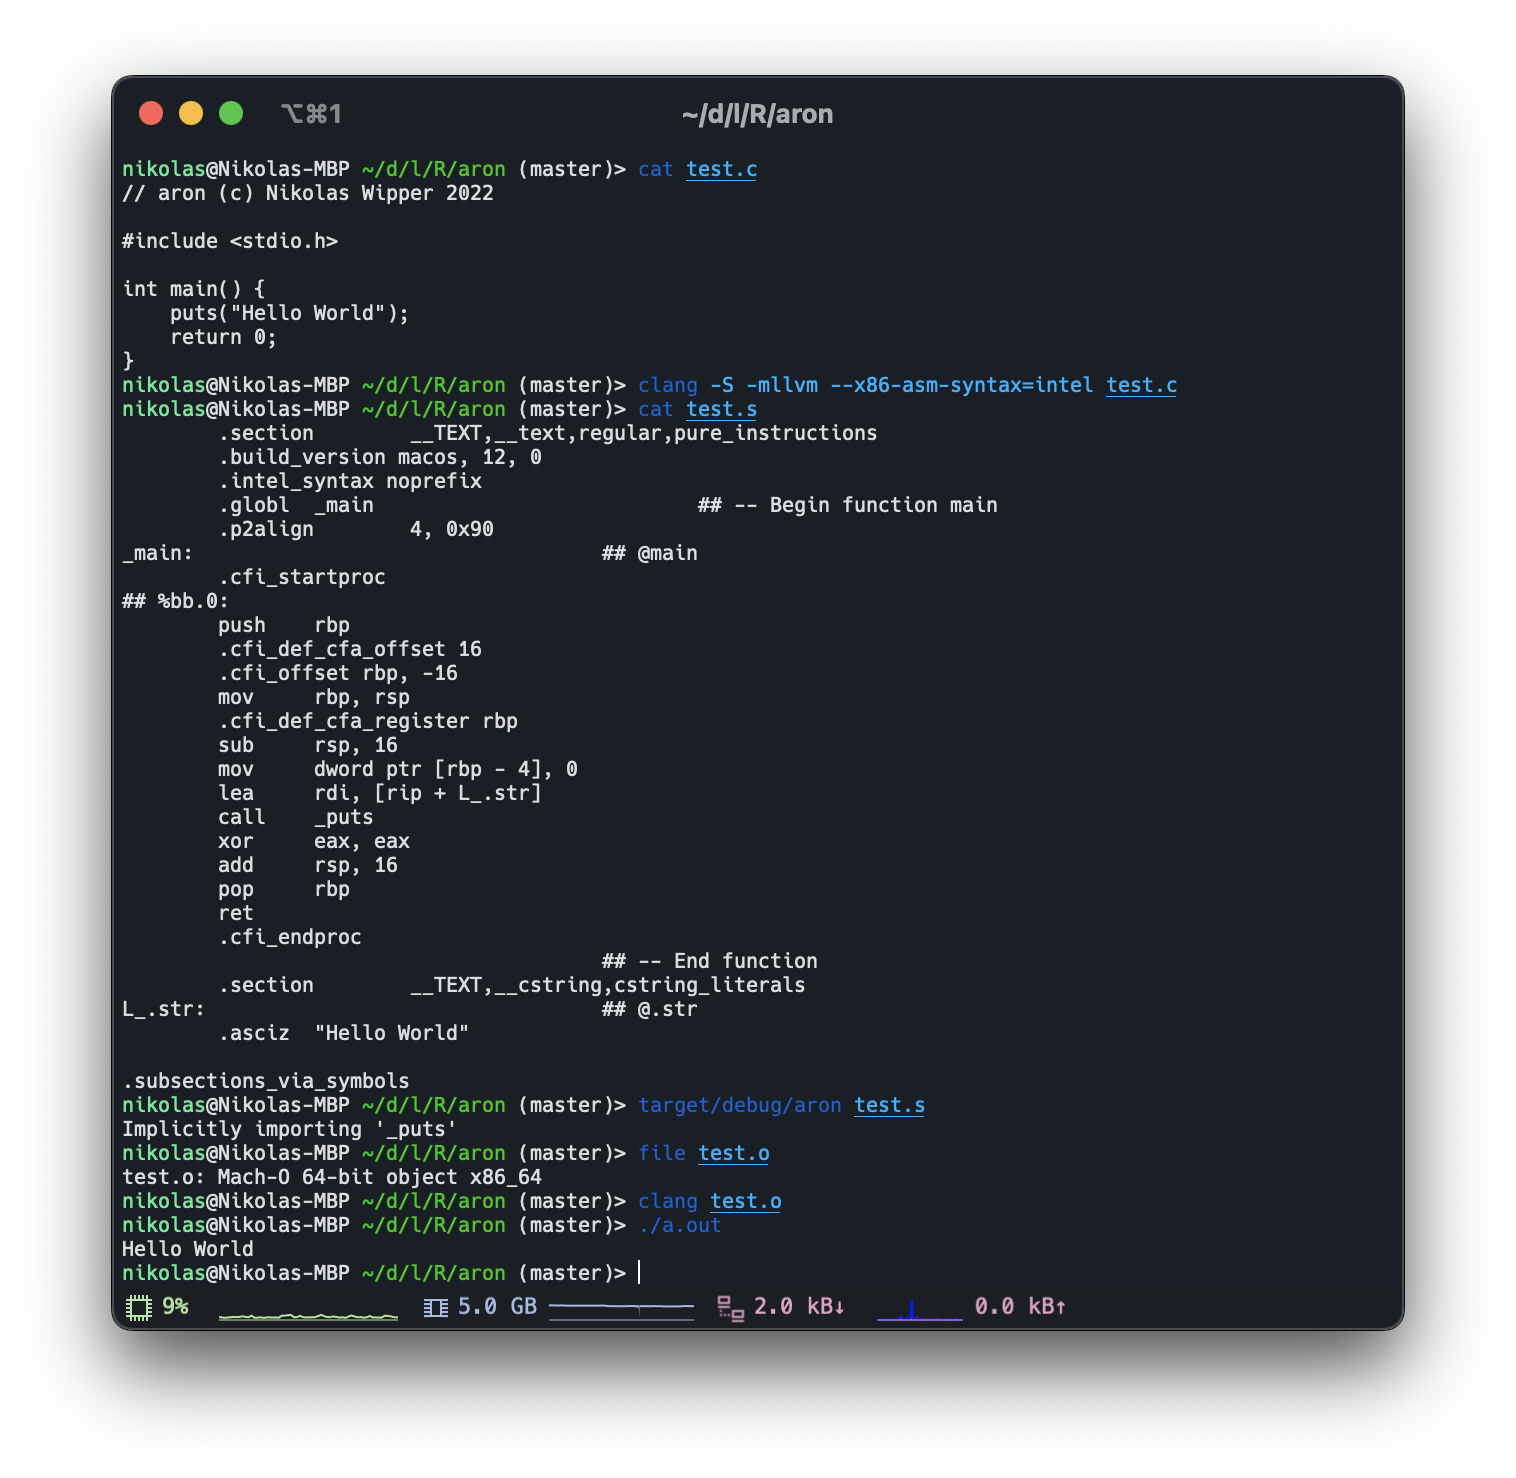 ⌥⌘1 ~/d/l/R/aron
nikolas@Nikolas-MBP ~/d/l/R/aron (master)> cat test.c
// aron (c) Nikolas Wipper 2022

#include <stdio.h>

int main() {
    puts("Hello World");
    return 0;
}
nikolas@Nikolas-MBP ~/d/l/R/aron (master)> clang -S -mllvm --x86-asm-syntax=intel test.c
nikolas@Nikolas-MBP ~/d/l/R/aron (master)> cat test.s
        .section        __TEXT,__text,regular,pure_instructions
        .build_version macos, 12, 0
        .intel_syntax noprefix
        .globl  _main                           ## -- Begin function main
        .p2align        4, 0x90
_main:                                  ## @main
        .cfi_startproc
## %bb.0:
        push    rbp
        .cfi_def_cfa_offset 16
        .cfi_offset rbp, -16
        mov     rbp, rsp
        .cfi_def_cfa_register rbp
        sub     rsp, 16
        mov     dword ptr [rbp - 4], 0
        lea     rdi, [rip + L_.str]
        call    _puts
        xor     eax, eax
        add     rsp, 16
        pop     rbp
        ret
        .cfi_endproc
                                        ## -- End function
        .section        __TEXT,__cstring,cstring_literals
L_.str:                                 ## @.str
        .asciz  "Hello World"

.subsections_via_symbols
nikolas@Nikolas-MBP ~/d/l/R/aron (master)> target/debug/aron test.s
Implicitly importing '_puts'
nikolas@Nikolas-MBP ~/d/l/R/aron (master)> file test.o
test.o: Mach-O 64-bit object x86_64
nikolas@Nikolas-MBP ~/d/l/R/aron (master)> clang test.o
nikolas@Nikolas-MBP ~/d/l/R/aron (master)> ./a.out
Hello World
nikolas@Nikolas-MBP ~/d/l/R/aron (master)>
9% 5.0 GB 2.0 kB↓ 0.0 kB↑